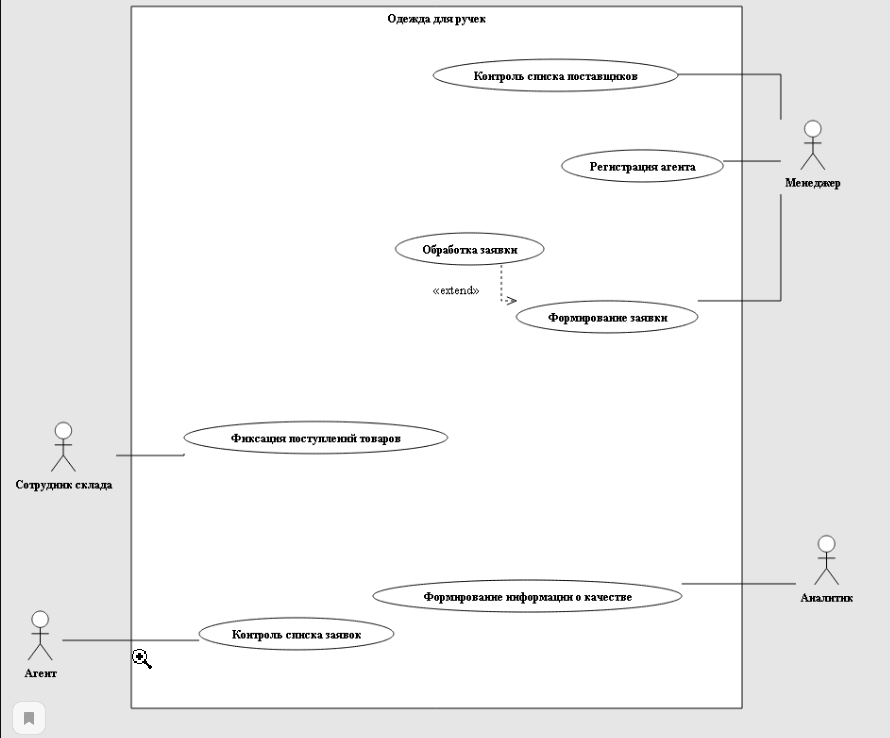 Одежда для ручек
Контроль списка поставщиков
Регистрация агента
Менеджер
Обработка заявки
«extend»
Формирование заявки
Фиксация поступлений товаров
Сотрудник склада
Формирование информации о качестве
Аналитик
Контроль списка заявок
Агент